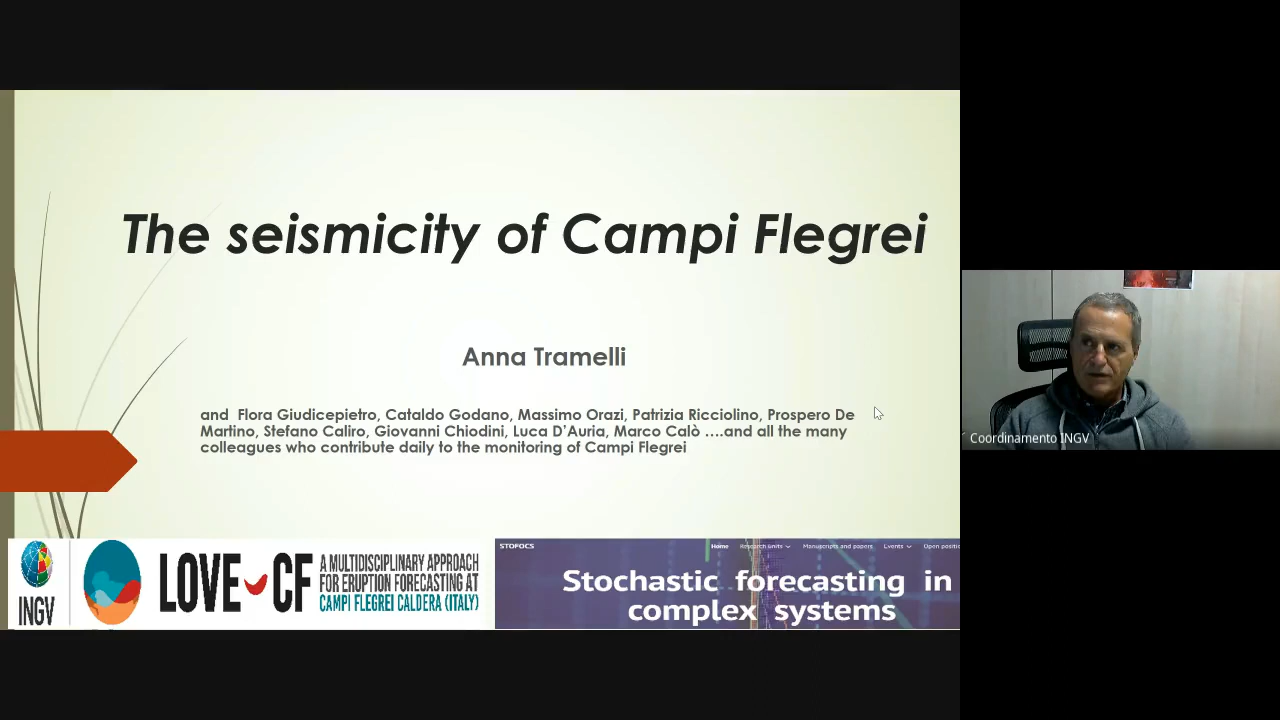 The seismicity of Campi Flegrei
Anna Tramelli
and Flora Giudicepietro, Cataldo Godano, Massimo Orazi, Patrizia Ricciolino, Prospero De
Martino, Stefano Caliro, Giovanni Chiodini, Luca D’Auria, Marco Calò ….and all the many
colleagues who contribute daily to the monitoring of Campi Flegrei
INGV
LOVE CF
A MULTIDISCIPLINARY APPROACH
FOR ERUPTION FORECASTING AT
CAMPI FLEGREI CALDERA (ITALY)
STOFOCS
Home Research units Manuscripts and papers Events Open positio
Stochastic forecasting in
complex systems
Coordinamento INGV